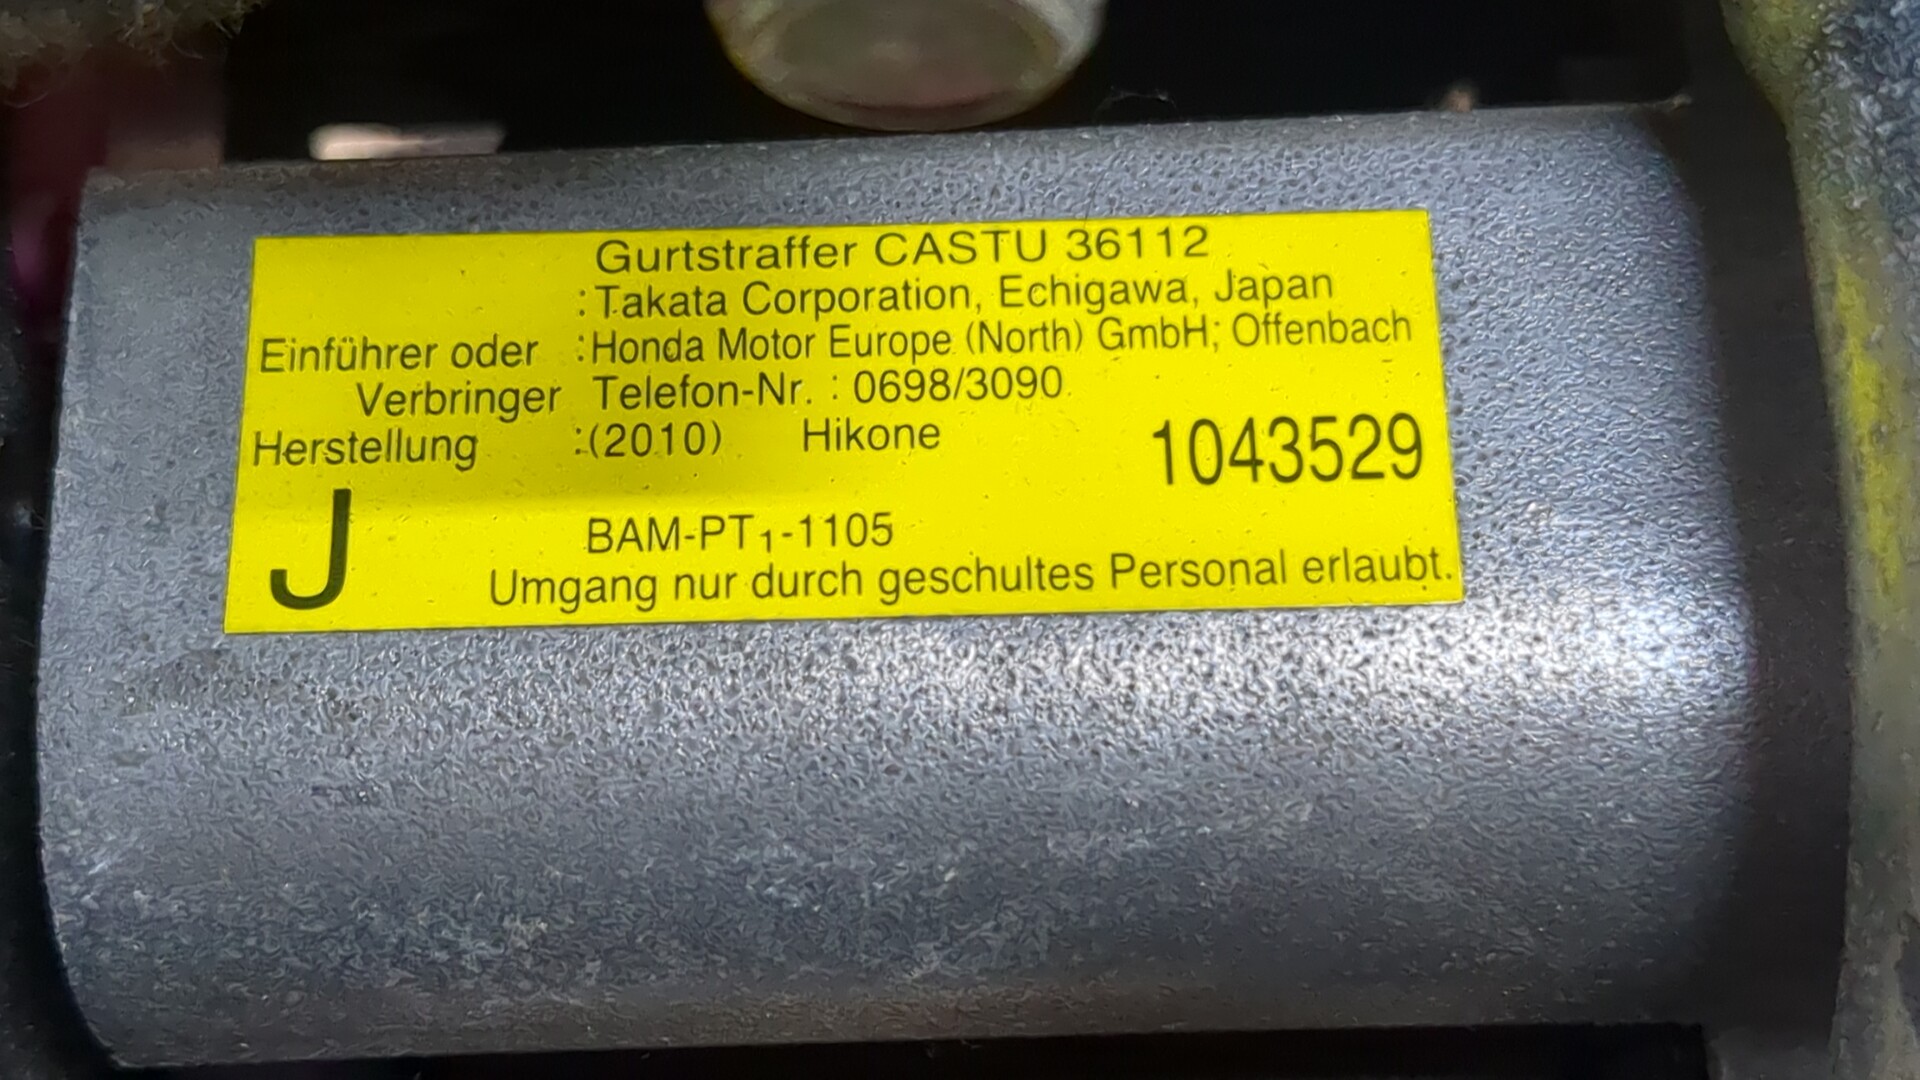 Gurtstraffer CASTU 36112
:Takata Corporation, Echigawa, Japan
Einführer oder :Honda Motor Europe (North) GmbH; Offenbach
Verbringer Telefon-Nr. : 0698/3090
Herstellung :(2010) Hikone 1043529
J BAM-PT1-1105
Umgang nur durch geschultes Personal erlaubt.